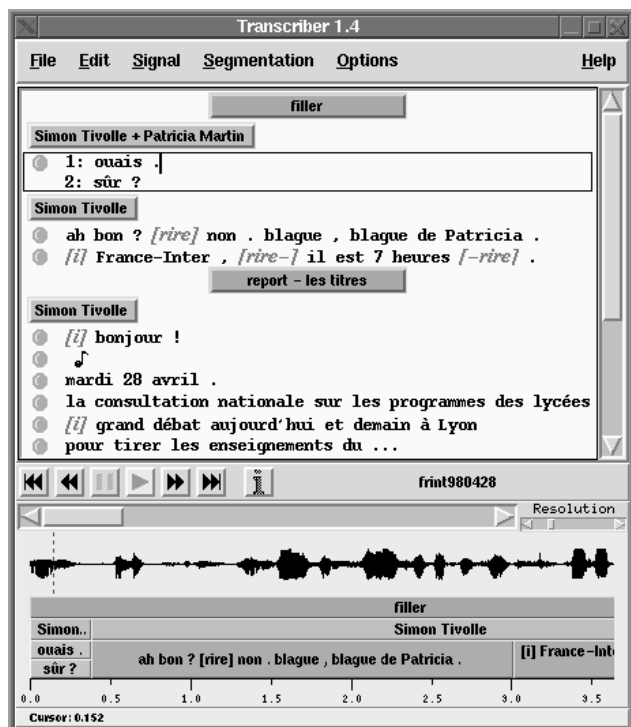 Transcriber 1.4
File Edit Signal Segmentation Options Help
filler
Simon Tivolle + Patricia Martin
1: ouais .
2: sûr ?
Simon Tivolle
ah bon ? [rire] non . blague , blague de Patricia .
[i] France-Inter , [rire-] il est 7 heures [-rire] .
report - les titres
Simon Tivolle
[i] bonjour !
mardi 28 avril .
la consultation nationale sur les programmes des lycées
[i] grand débat aujourd'hui et demain à Lyon
pour tirer les enseignements du ...
i frint980428
Resolution
filler
Simon.. Simon Tivolle
ouais .
sûr ?
ah bon ? [rire] non . blague , blague de Patricia .
[i] France-Int
0.0 0.5 1.0 1.5 2.0 2.5 3.0 3.5
Cursor: 0.152